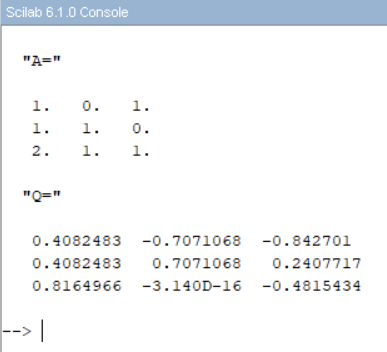 Scilab 6.1.0 Console
"A="
1. 0. 1.
1. 1. 0.
2. 1. 1.
"Q="
0.4082483 -0.7071068 -0.842701
0.4082483 0.7071068 0.2407717
0.8164966 -3.140D-16 -0.4815434
-->